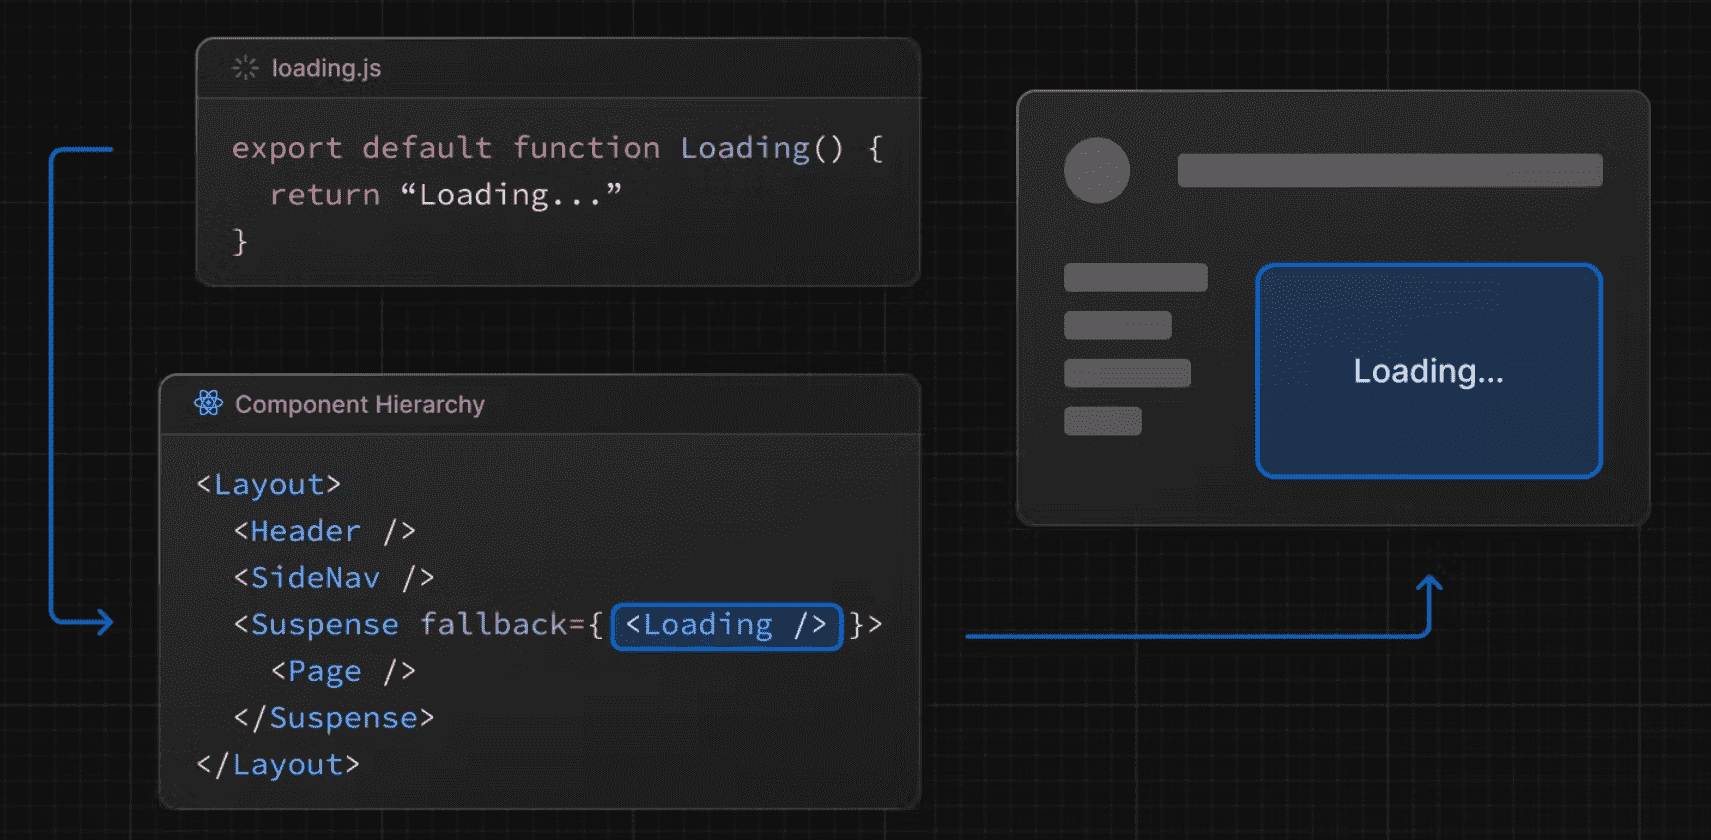 loading.js
export default function Loading() {
  return “Loading...”
}
Component Hierarchy
<Layout>
  <Header />
  <SideNav />
  <Suspense fallback={ <Loading /> }>
    <Page />
  </Suspense>
</Layout>
Loading...